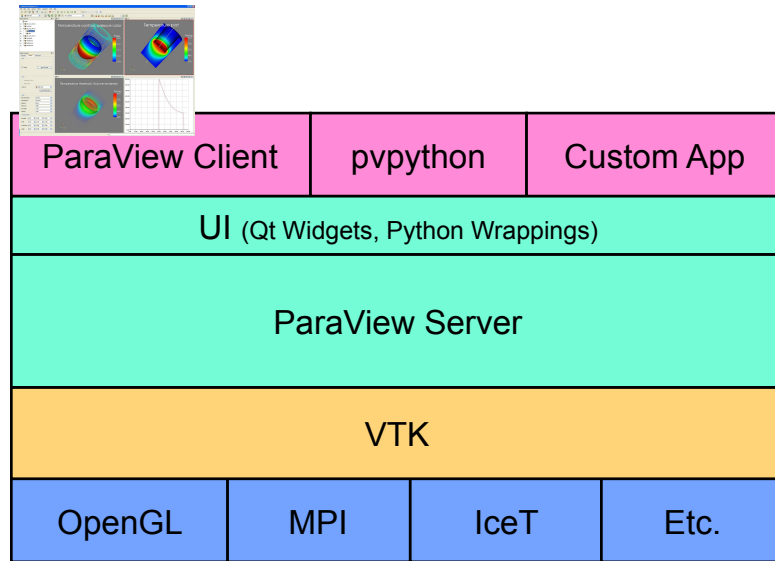 ParaView Client
pvpython
Custom App
UI (Qt Widgets, Python Wrappings)
ParaView Server
VTK
OpenGL
MPI
IceT
Etc.